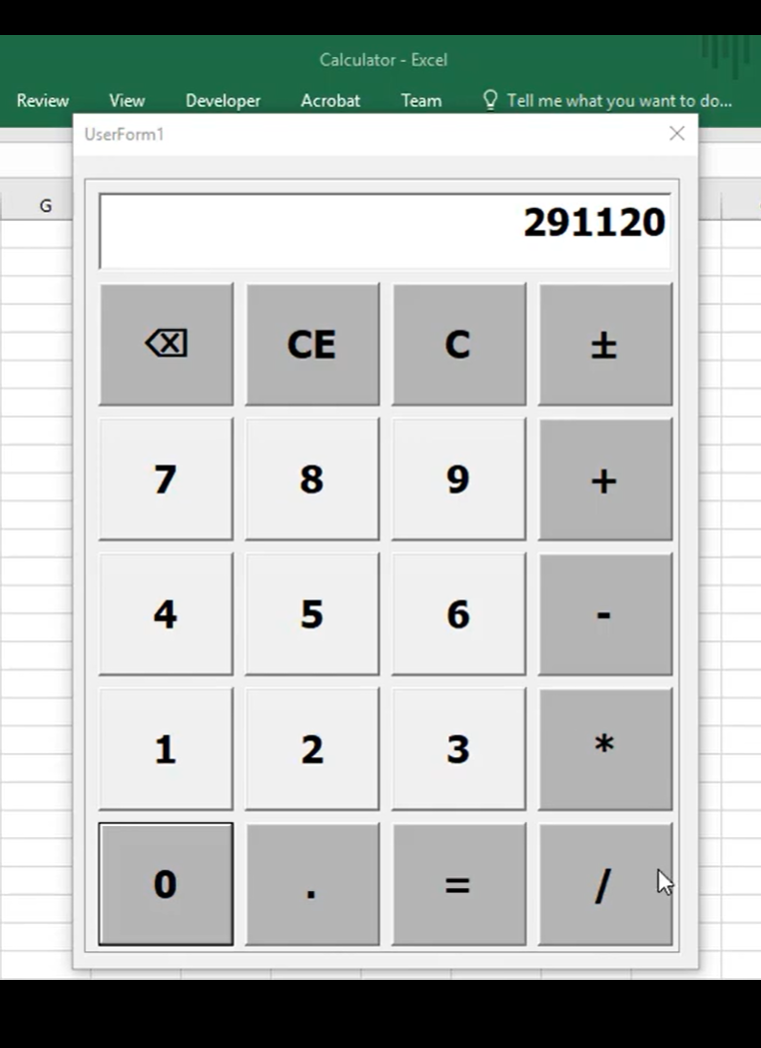 Calculator - Excel
Review View Developer Acrobat Team Tell me what you want to do...
UserForm1
G
291120
⌫ CE C ±
7 8 9 +
4 5 6 -
1 2 3 *
0 . = /